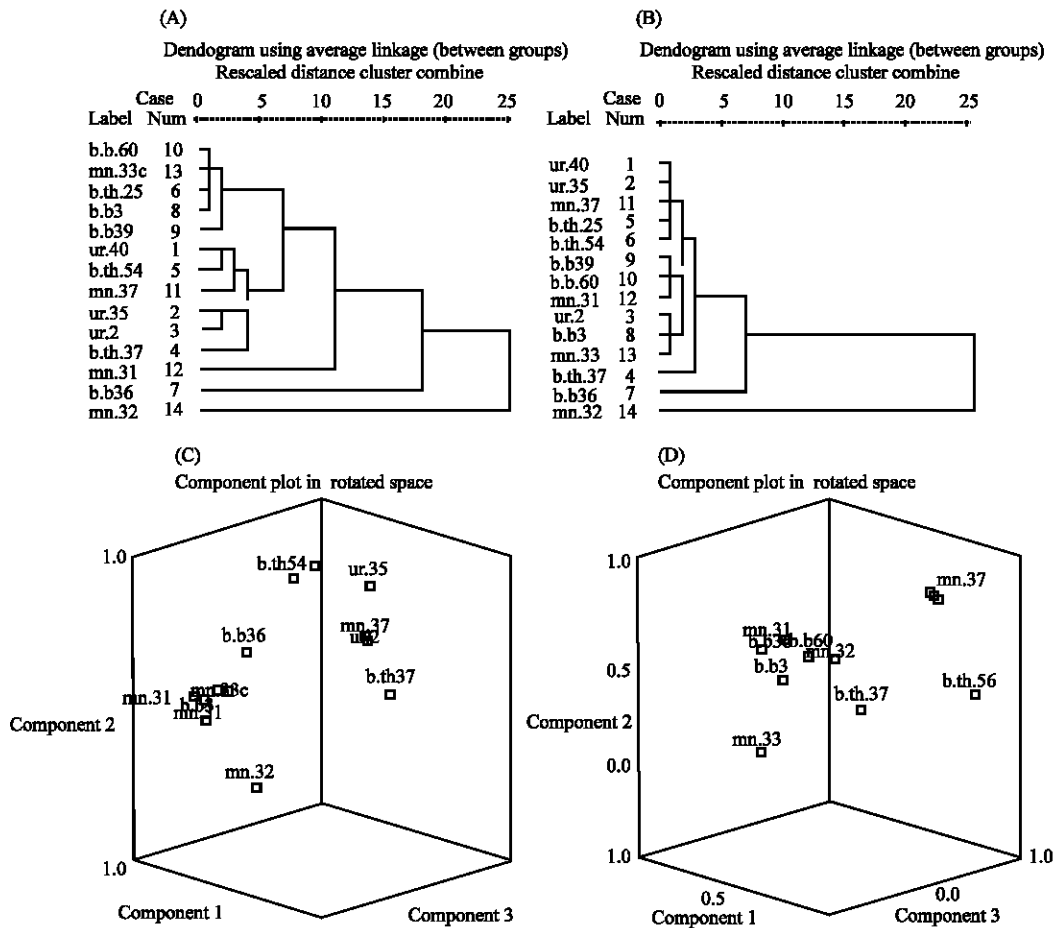 (A)
Dendogram using average linkage (between groups)
Rescaled distance cluster combine
Case 0 5 10 15 20 25
Label Num
b.b.60 10
mn.33c 13
b.th.25 6
b.b3 8
b.b39 9
ur.40 1
b.th.54 5
mn.37 11
ur.35 2
ur.2 3
b.th.37 4
mn.31 12
b.b36 7
mn.32 14
(B)
Dendogram using average linkage (between groups)
Rescaled distance cluster combine
Case 0 5 10 15 20 25
Label Num
ur.40 1
ur.35 2
mn.37 11
b.th.25 5
b.th.54 6
b.b39 9
b.b.60 10
mn.31 12
ur.2 3
b.b3 8
mn.33 13
b.th.37 4
b.b36 7
mn.32 14
(C)
Component plot in rotated space
1.0
b.th54
ur.35
mn.37
b.b36
b.th37
mn.31
b.b3
mn.31
Component 2
mn.32
1.0
Component 1
Component 3
(D)
Component plot in rotated space
1.0
mn.37
mn.31
b.b60
mn.32
0.5
b.b3
b.th.37
b.th.56
Component 2
mn.33
0.0
1.0
1.0
0.5
0.0
Component 1
Component 3